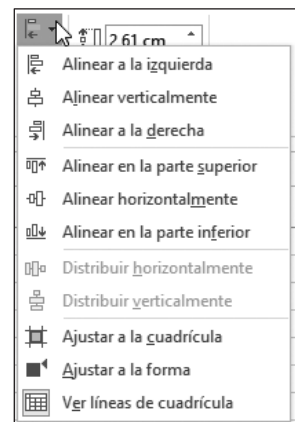 2,61 cm
Alinear a la izquierda
Alinear verticalmente
Alinear a la derecha
Alinear en la parte superior
Alinear horizontalmente
Alinear en la parte inferior
Distribuir horizontalmente
Distribuir verticalmente
Ajustar a la cuadrícula
Ajustar a la forma
Ver líneas de cuadrícula